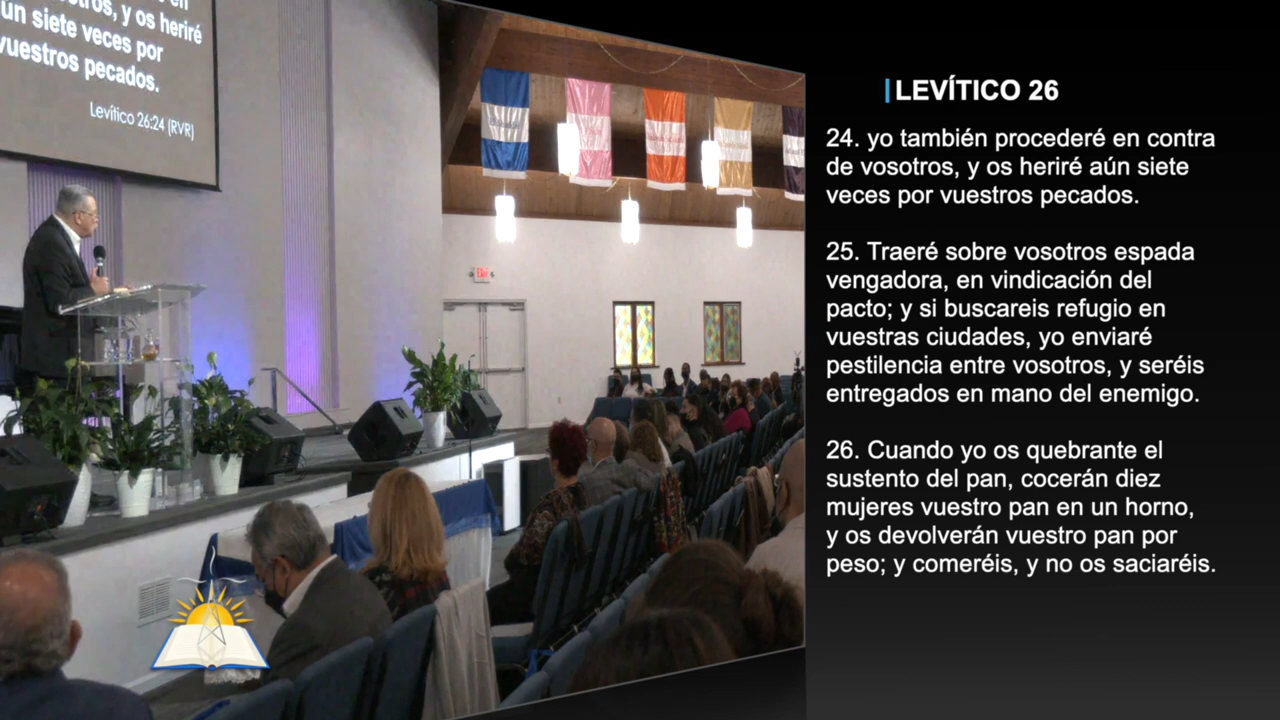 os heriré
ún siete veces por
vuestros pecados.
Levítico 26:24 (RVR)
LEVÍTICO 26
24. yo también procederé en contra
de vosotros, y os heriré aún siete
veces por vuestros pecados.
25. Traeré sobre vosotros espada
vengadora, en vindicación del
pacto; y si buscareis refugio en
vuestras ciudades, yo enviaré
pestilencia entre vosotros, y seréis
entregados en mano del enemigo.
26. Cuando yo os quebrante el
sustento del pan, cocerán diez
mujeres vuestro pan en un horno,
y os devolverán vuestro pan por
peso; y comeréis, y no os saciaréis.